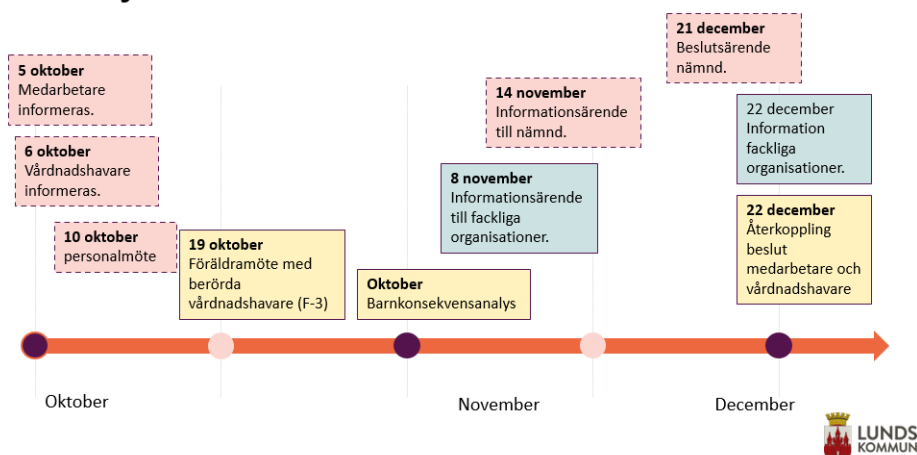 5 oktober
Medarbetare
informeras.
6 oktober
Vårdnadshavare
informeras.
10 oktober
personalmöte
19 oktober
Föräldramöte med
berörda
vårdnadshavare (F-3)
Oktober
Barnkonsekvensanalys
8 november
Informationsärende
till fackliga
organisationer.
14 november
Informationsärende
till nämnd.
21 december
Beslutsärende
nämnd.
22 december
Information
fackliga
organisationer.
22 december
Återkoppling
beslut
medarbetare och
vårdnadshavare
Oktober
November
December
LUNDS
KOMMUN